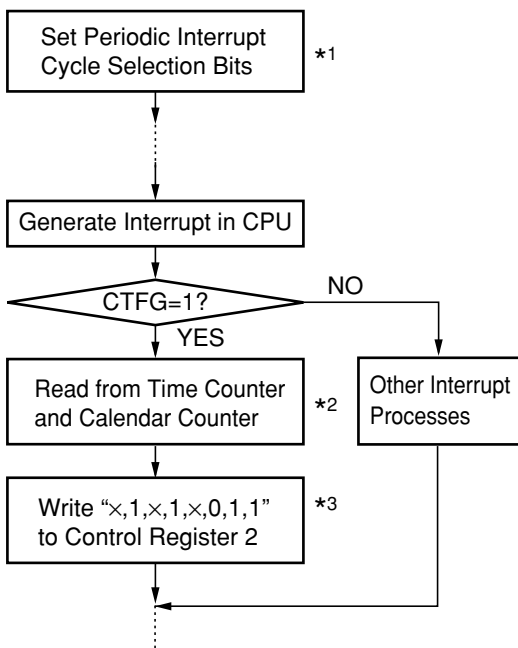 Set Periodic Interrupt
Cycle Selection Bits
*1
Generate Interrupt in CPU
CTFG=1?
NO
YES
Read from Time Counter
and Calendar Counter
*2
Other Interrupt
Processes
Write “×,1,×,1,×,0,1,1”
to Control Register 2
*3